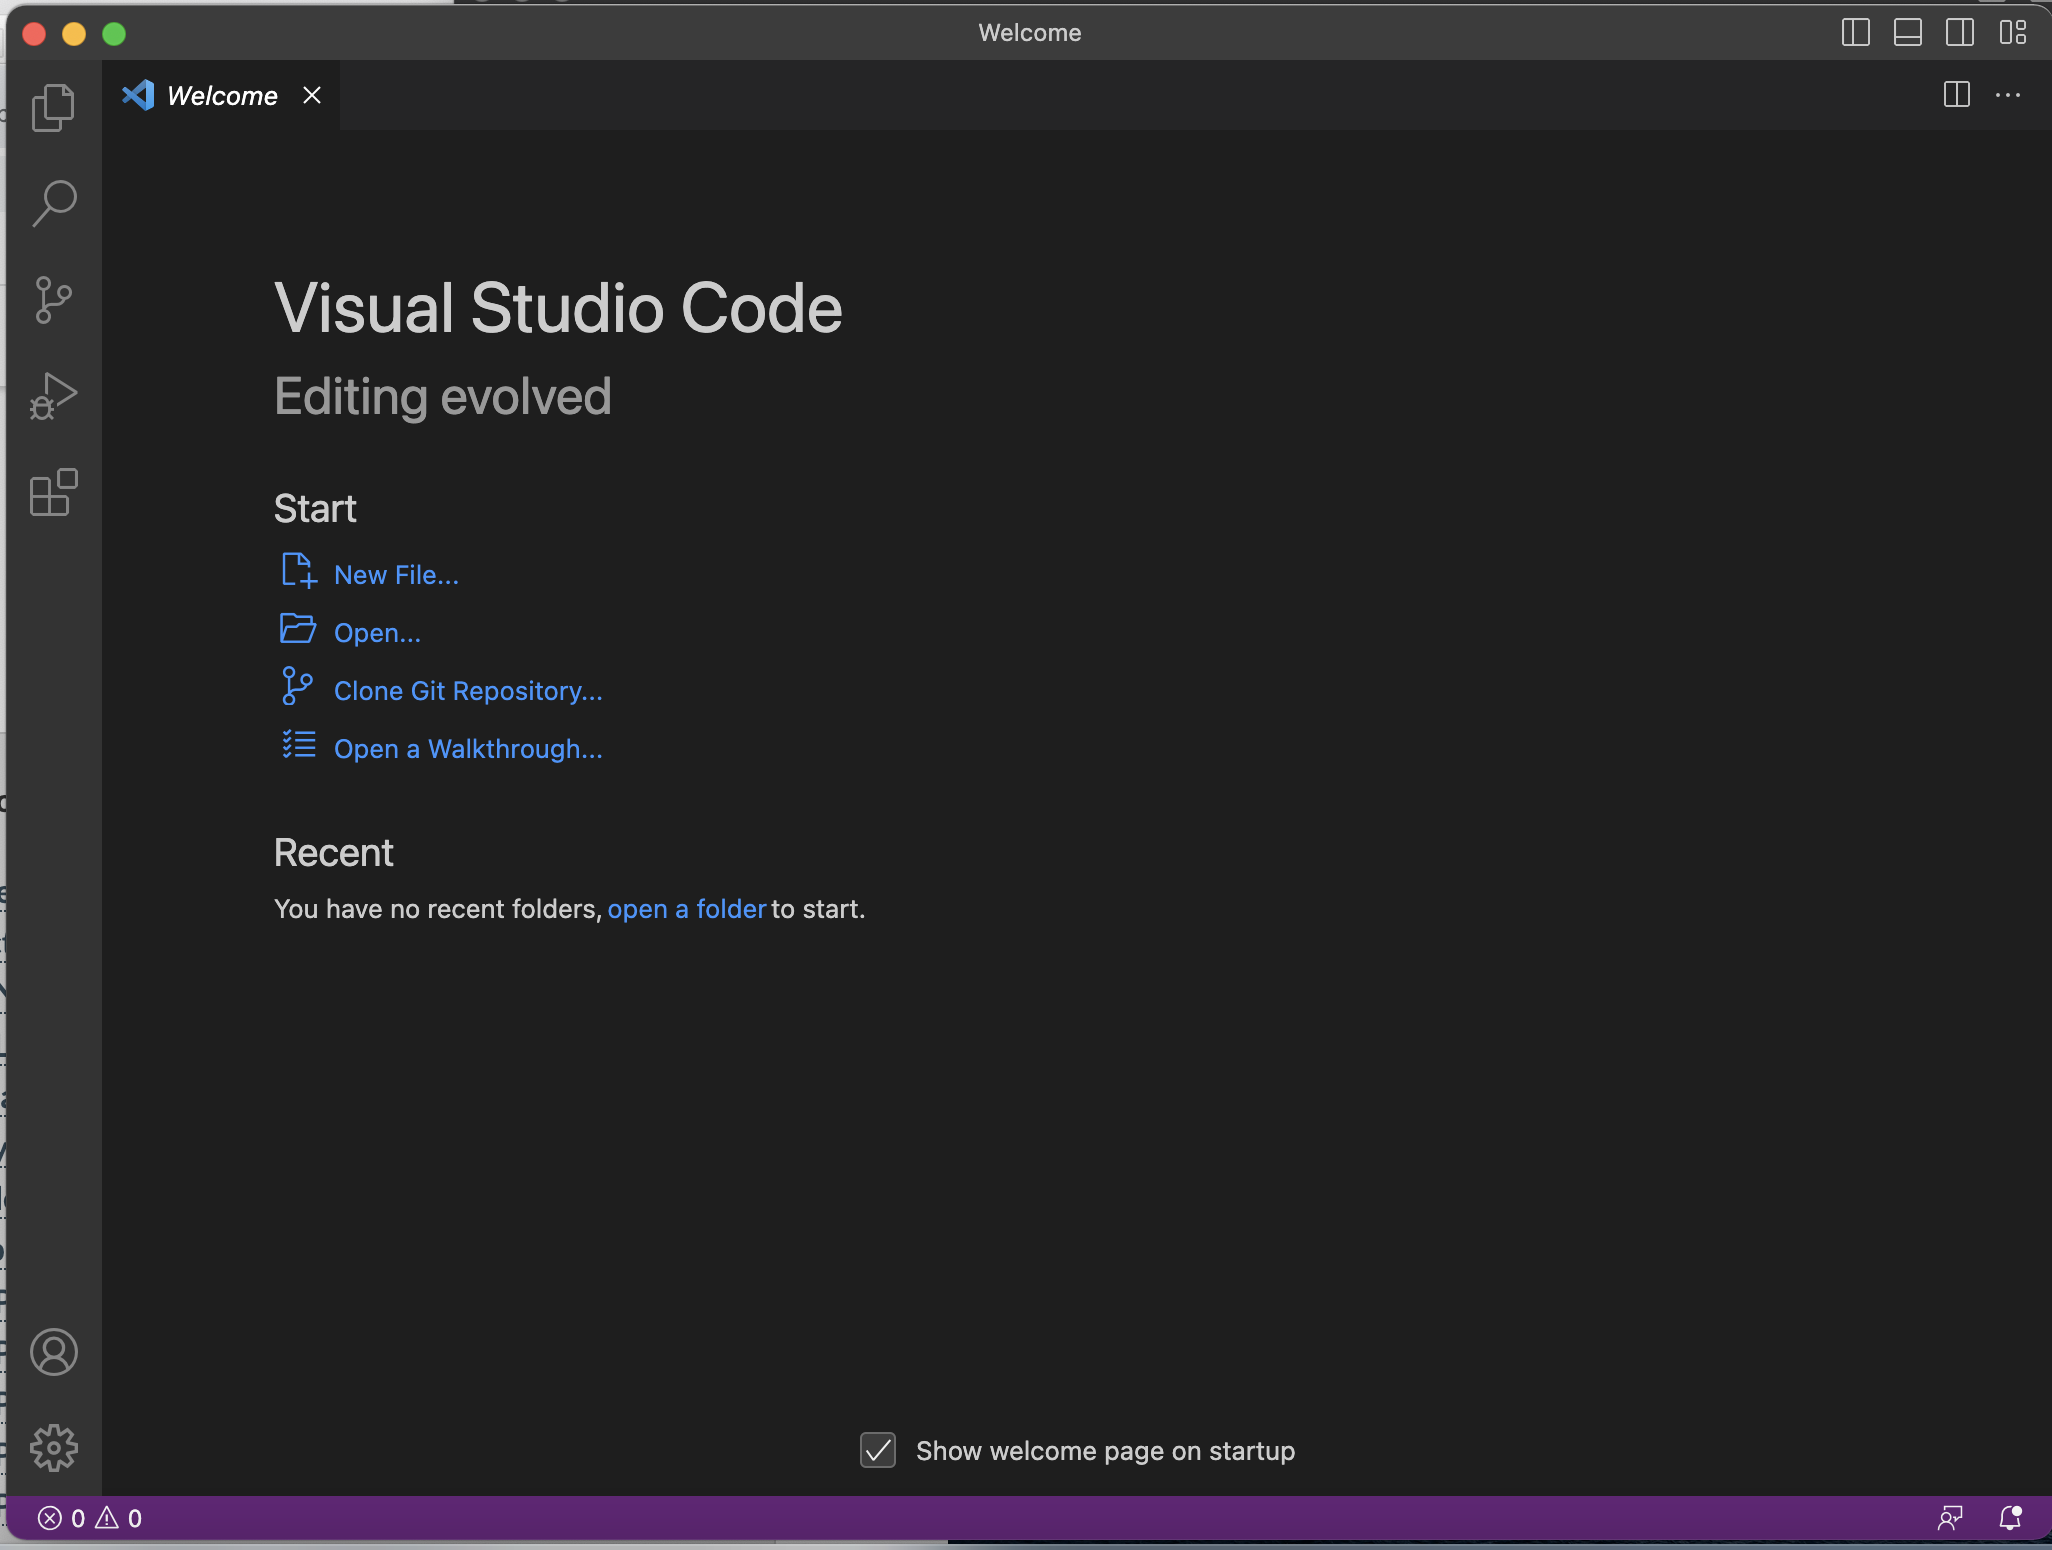 Welcome
Welcome
Visual Studio Code
Editing evolved
Start
New File...
Open...
Clone Git Repository...
Open a Walkthrough...
Recent
You have no recent folders, open a folder to start.
Show welcome page on startup
0 0